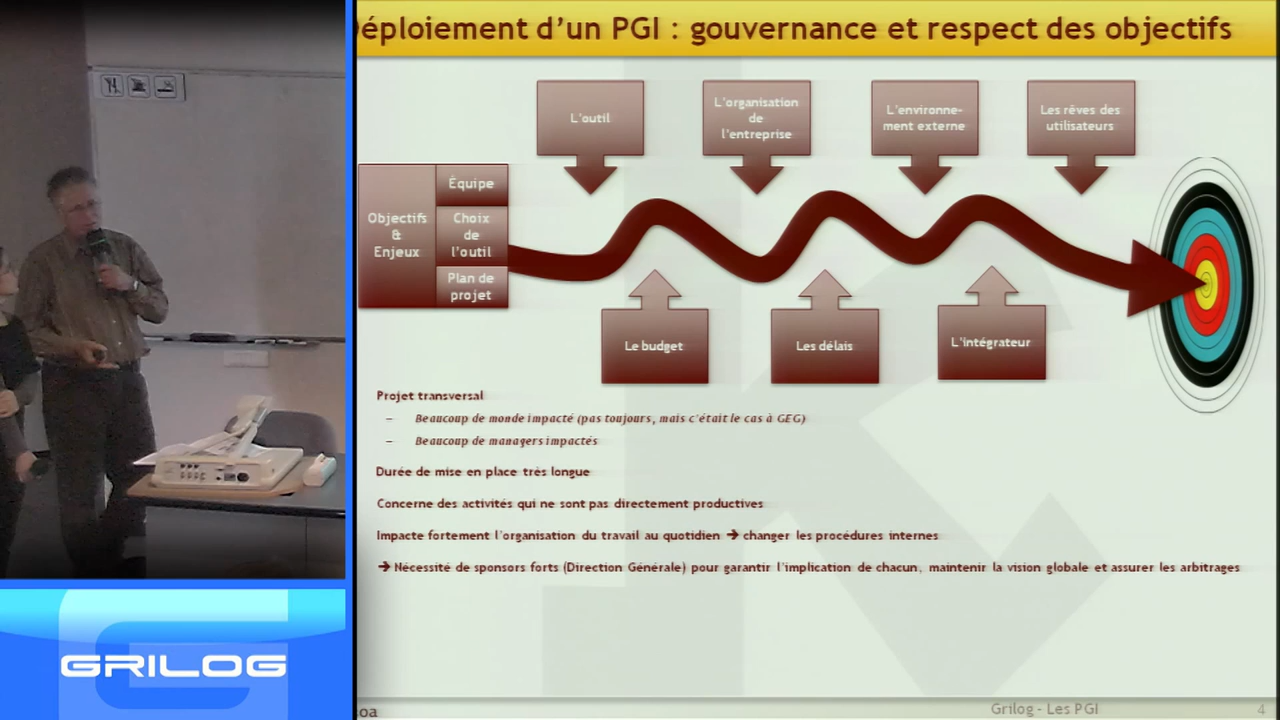 éploiement d'un PGI : gouvernance et respect des objectifs
L'outil
L'organisation
de
l'entreprise
L'environne-
ment externe
Les rêves des
utilisateurs
Objectifs
&
Enjeux
Équipe
Choix
de
l'outil
Plan de
projet
Le budget
Les délais
L'intégrateur
Projet transversal
– Beaucoup de monde impacté (pas toujours, mais c'était le cas à GEG)
– Beaucoup de managers impactés
Durée de mise en place très longue
Concerne des activités qui ne sont pas directement productives
Impacte fortement l'organisation du travail au quotidien ➔ changer les procédures internes
➔ Nécessité de sponsors forts (Direction Générale) pour garantir l'implication de chacun, maintenir la vision globale et assurer les arbitrages
GRILOG
oa
Grilog - Les PGI
4